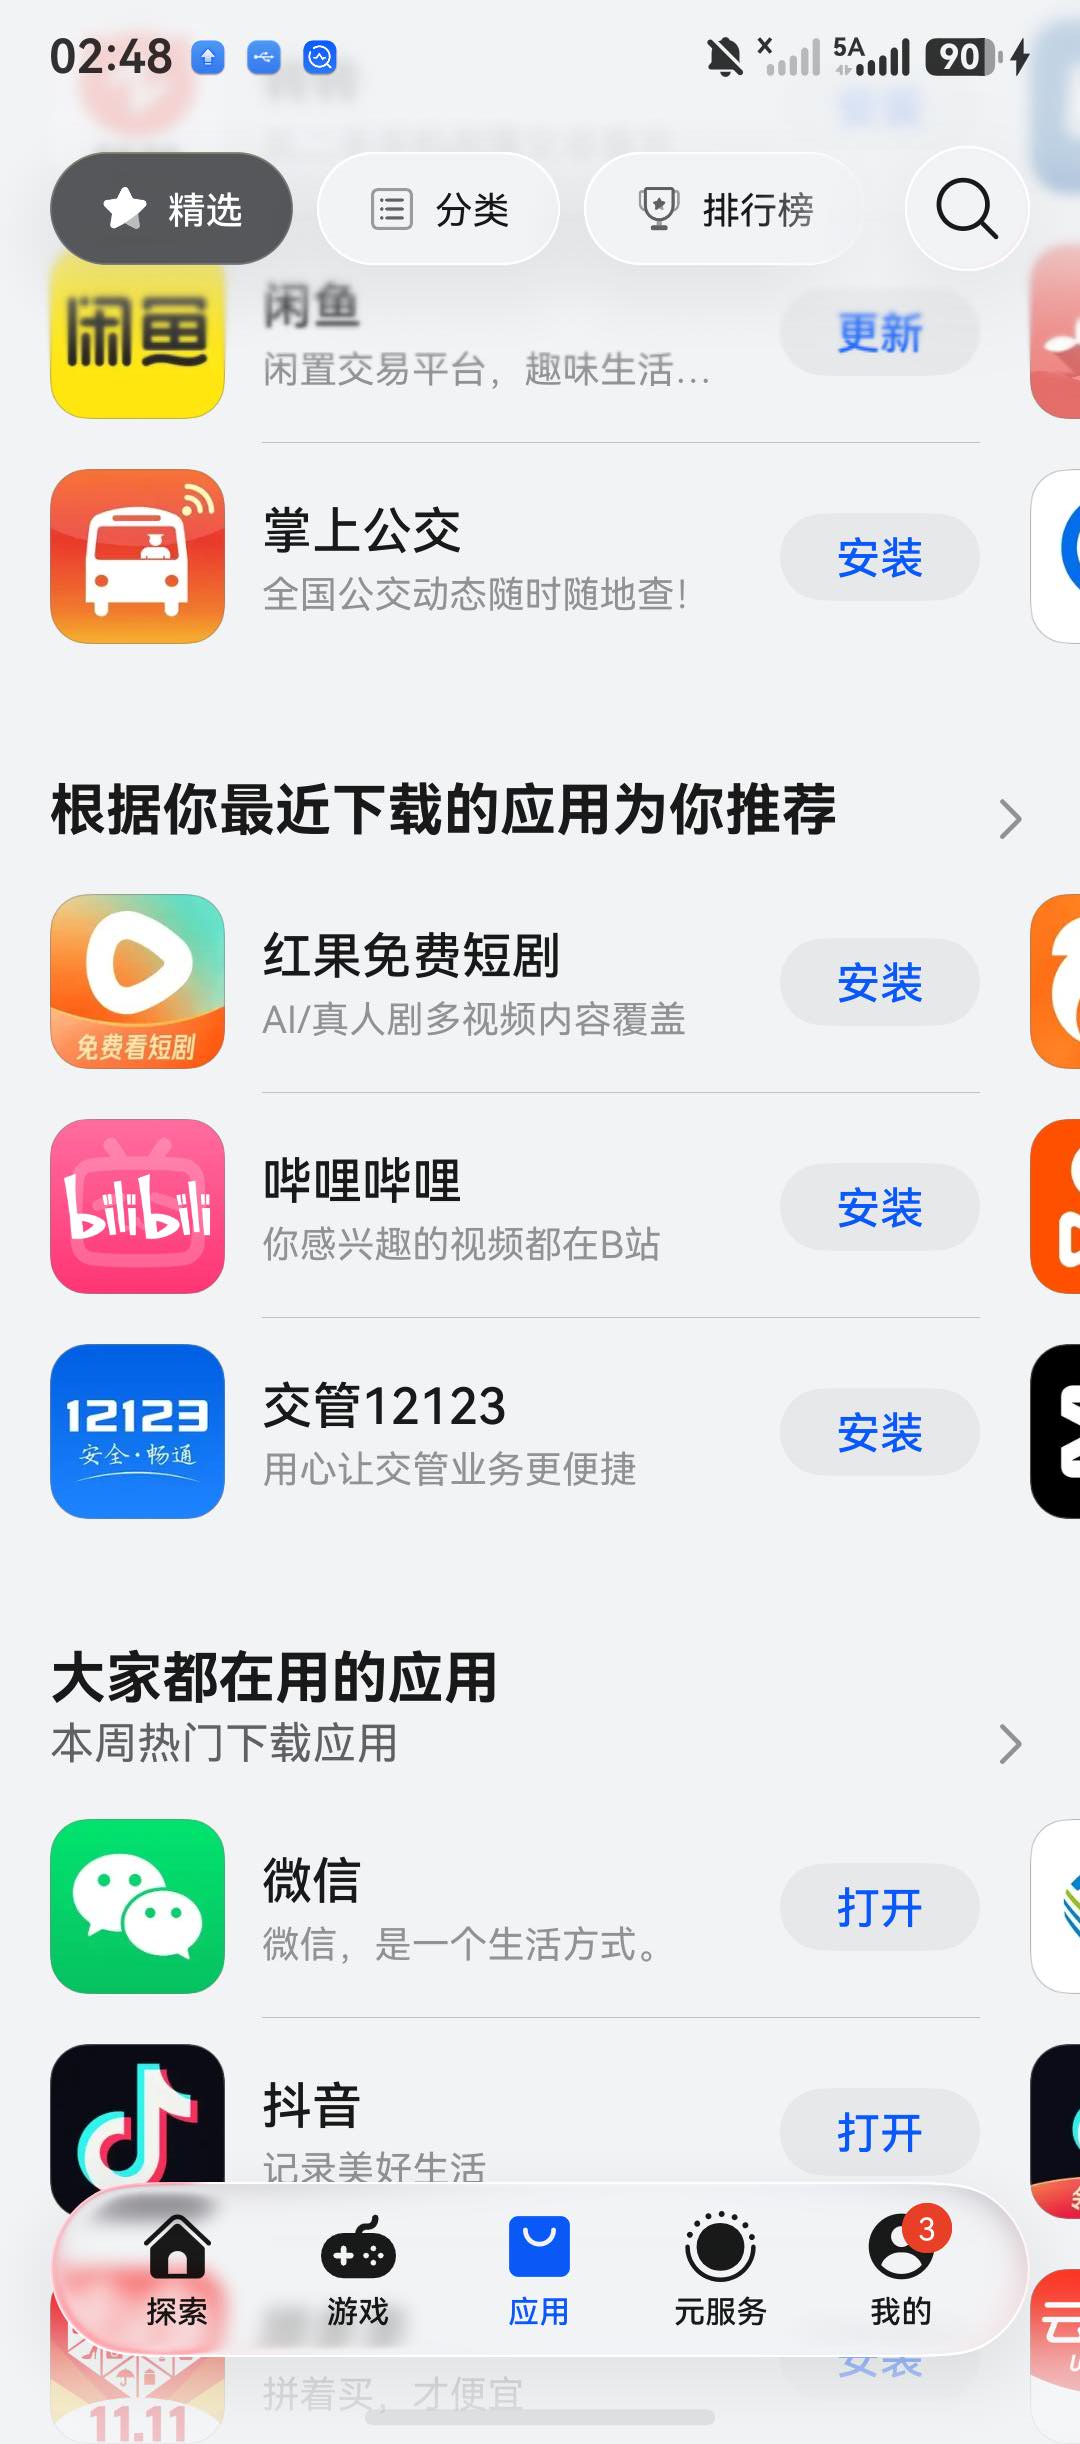 02:48
5A
90
精选
分类
排行榜
闲鱼
闲鱼
闲置交易平台，趣味生活...
更新
掌上公交
全国公交动态随时随地查！
安装
根据你最近下载的应用为你推荐
免费看短剧
红果免费短剧
AI/真人剧多视频内容覆盖
安装
bilibili
哔哩哔哩
你感兴趣的视频都在B站
安装
12123
安全·畅通
交管12123
用心让交管业务更便捷
安装
大家都在用的应用
本周热门下载应用
微信
微信，是一个生活方式。
打开
抖音
记录美好生活
打开
探索
游戏
应用
元服务
3
我的
11.11
拼着买，才便宜
安装
云